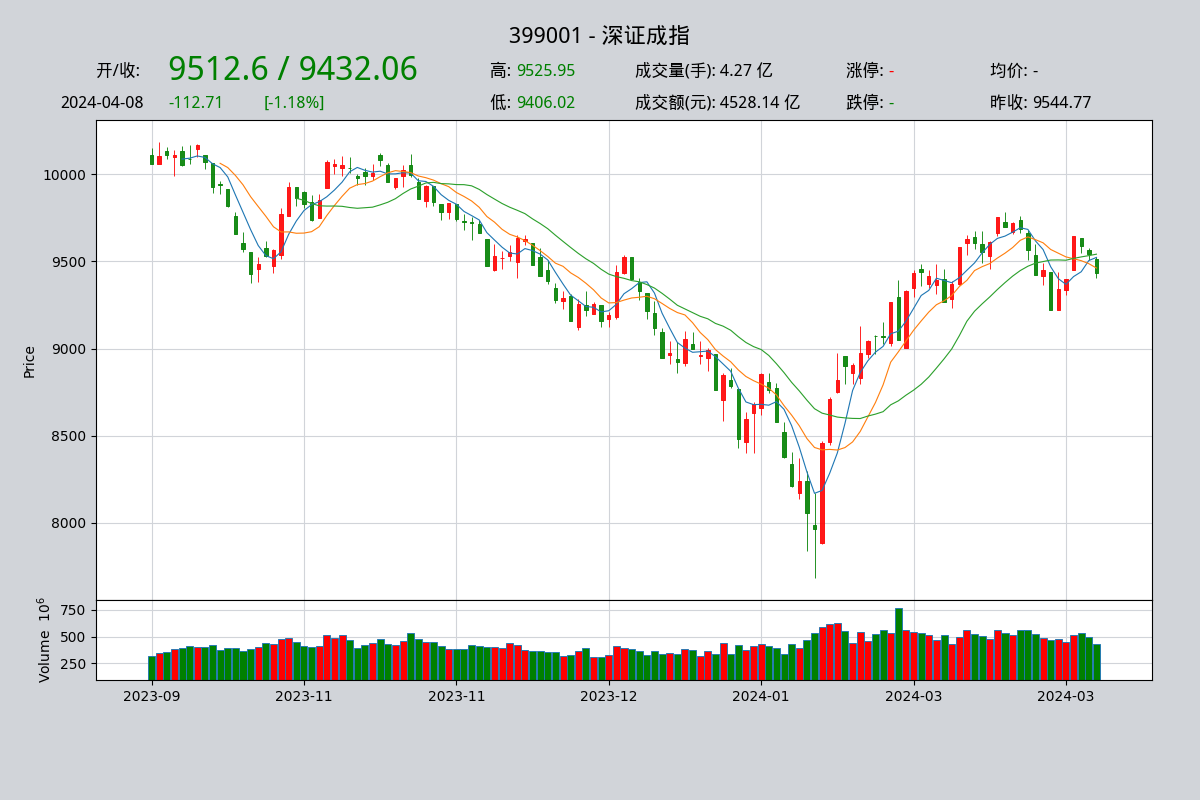 399001 - 深证成指
开/收: 9512.6 / 9432.06 高: 9525.95 成交量(手): 4.27 亿 涨停: - 均价: -
2024-04-08 -112.71 [-1.18%] 低: 9406.02 成交额(元): 4528.14 亿 跌停: - 昨收: 9544.77
10000
9500
9000
8500
8000
Price
750
500
250
Volume 10^6
2023-09 2023-11 2023-11 2023-12 2024-01 2024-03 2024-03